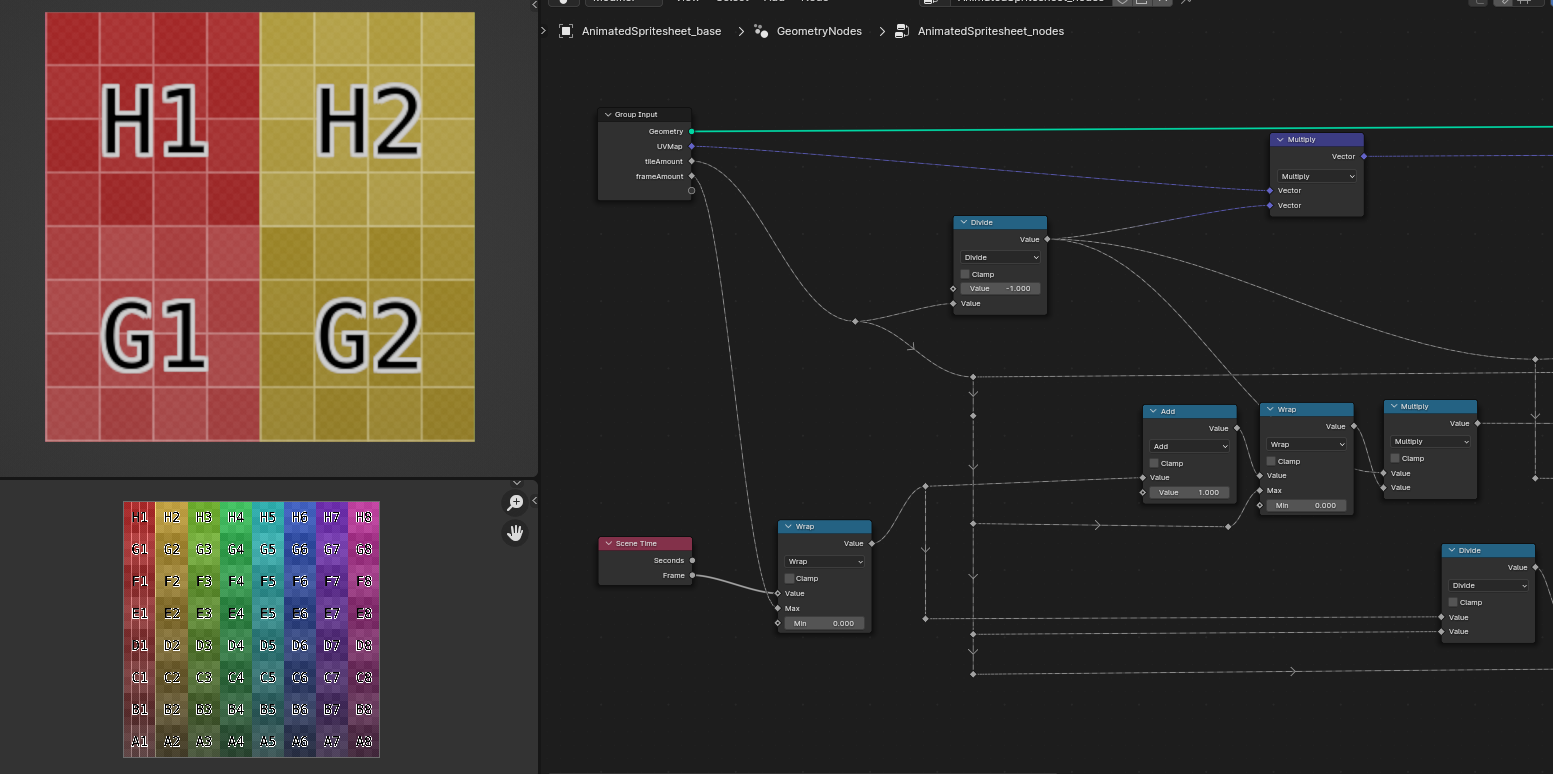 H1 H2
G1 G2
H1 H2 H3 H4 H5 H6 H7 H8
G1 G2 G3 G4 G5 G6 G7 G8
F1 F2 F3 F4 F5 F6 F7 F8
E1 E2 E3 E4 E5 E6 E7 E8
D1 D2 D3 D4 D5 D6 D7 D8
C1 C2 C3 C4 C5 C6 C7 C8
B1 B2 B3 B4 B5 B6 B7 B8
A1 A2 A3 A4 A5 A6 A7 A8
AnimatedSpritesheet_base > GeometryNodes > AnimatedSpritesheet_nodes
Group Input
Geometry
UVMap
tileAmount
frameAmount
Multiply
Vector
Multiply
Vector
Vector
Divide
Value
Divide
Clamp
Value -1.000
Value
Add
Value
Add
Clamp
Value
Value 1.000
Wrap
Value
Wrap
Clamp
Value
Max
Min 0.000
Multiply
Value
Multiply
Clamp
Value
Value
Scene Time
Seconds
Frame
Wrap
Value
Wrap
Clamp
Value
Max
Min 0.000
Divide
Value
Divide
Clamp
Value
Value